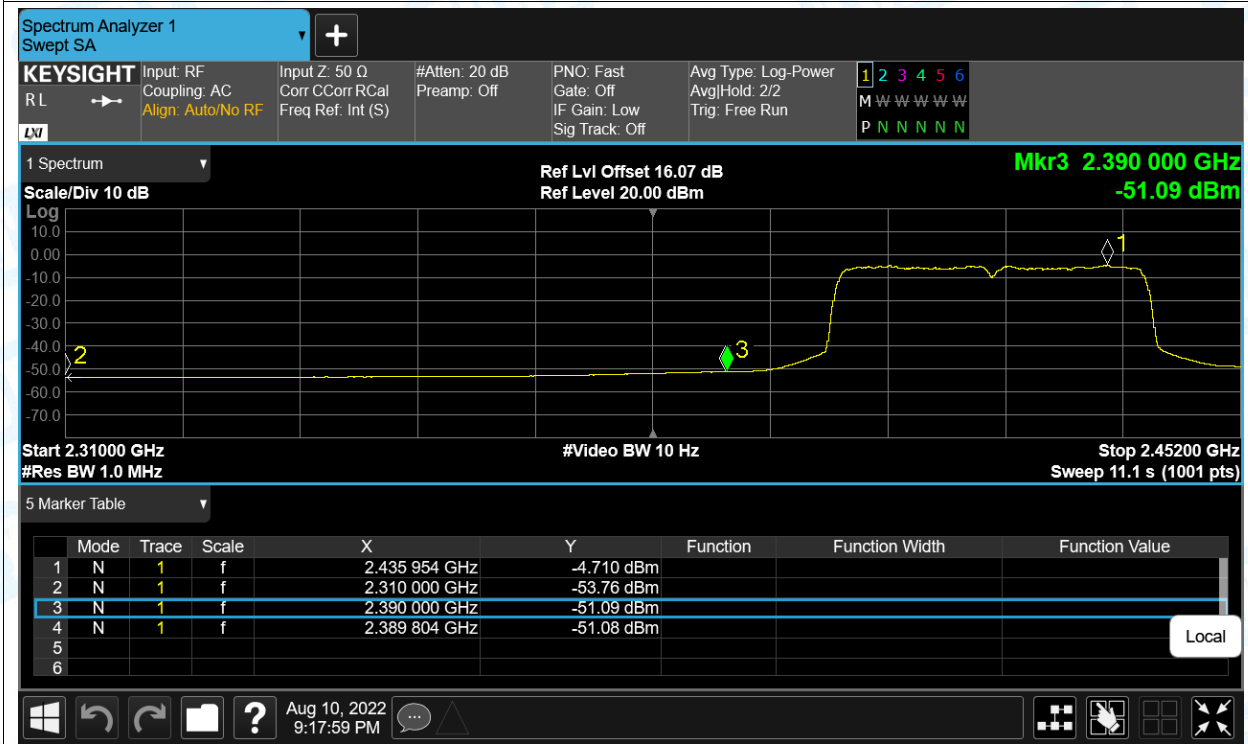 Spectrum Analyzer 1
Swept SA
KEYSIGHT
R L
LXI
Input: RF
Coupling: AC
Align: Auto/No RF
Input Z: 50 Ω
Corr CCorr RCal
Freq Ref: Int (S)
#Atten: 20 dB
Preamp: Off
PNO: Fast
Gate: Off
IF Gain: Low
Sig Track: Off
Avg Type: Log-Power
Avg|Hold: 2/2
Trig: Free Run
1 2 3 4 5 6
M W W W W W W
P N N N N N N
1 Spectrum
Scale/Div 10 dB
Ref Lvl Offset 16.07 dB
Ref Level 20.00 dBm
Mkr3 2.390 000 GHz
-51.09 dBm
Log
10.0
0.00
-10.0
-20.0
-30.0
-40.0
-50.0
-60.0
-70.0
1
2
3
Start 2.31000 GHz
#Res BW 1.0 MHz
#Video BW 10 Hz
Stop 2.45200 GHz
Sweep 11.1 s (1001 pts)
5 Marker Table
Mode Trace Scale X Y Function Function Width Function Value
1 N 1 f 2.435 954 GHz -4.710 dBm
2 N 1 f 2.310 000 GHz -53.76 dBm
3 N 1 f 2.390 000 GHz -51.09 dBm
4 N 1 f 2.389 804 GHz -51.08 dBm
5
6
Local
?
Aug 10, 2022
9:17:59 PM